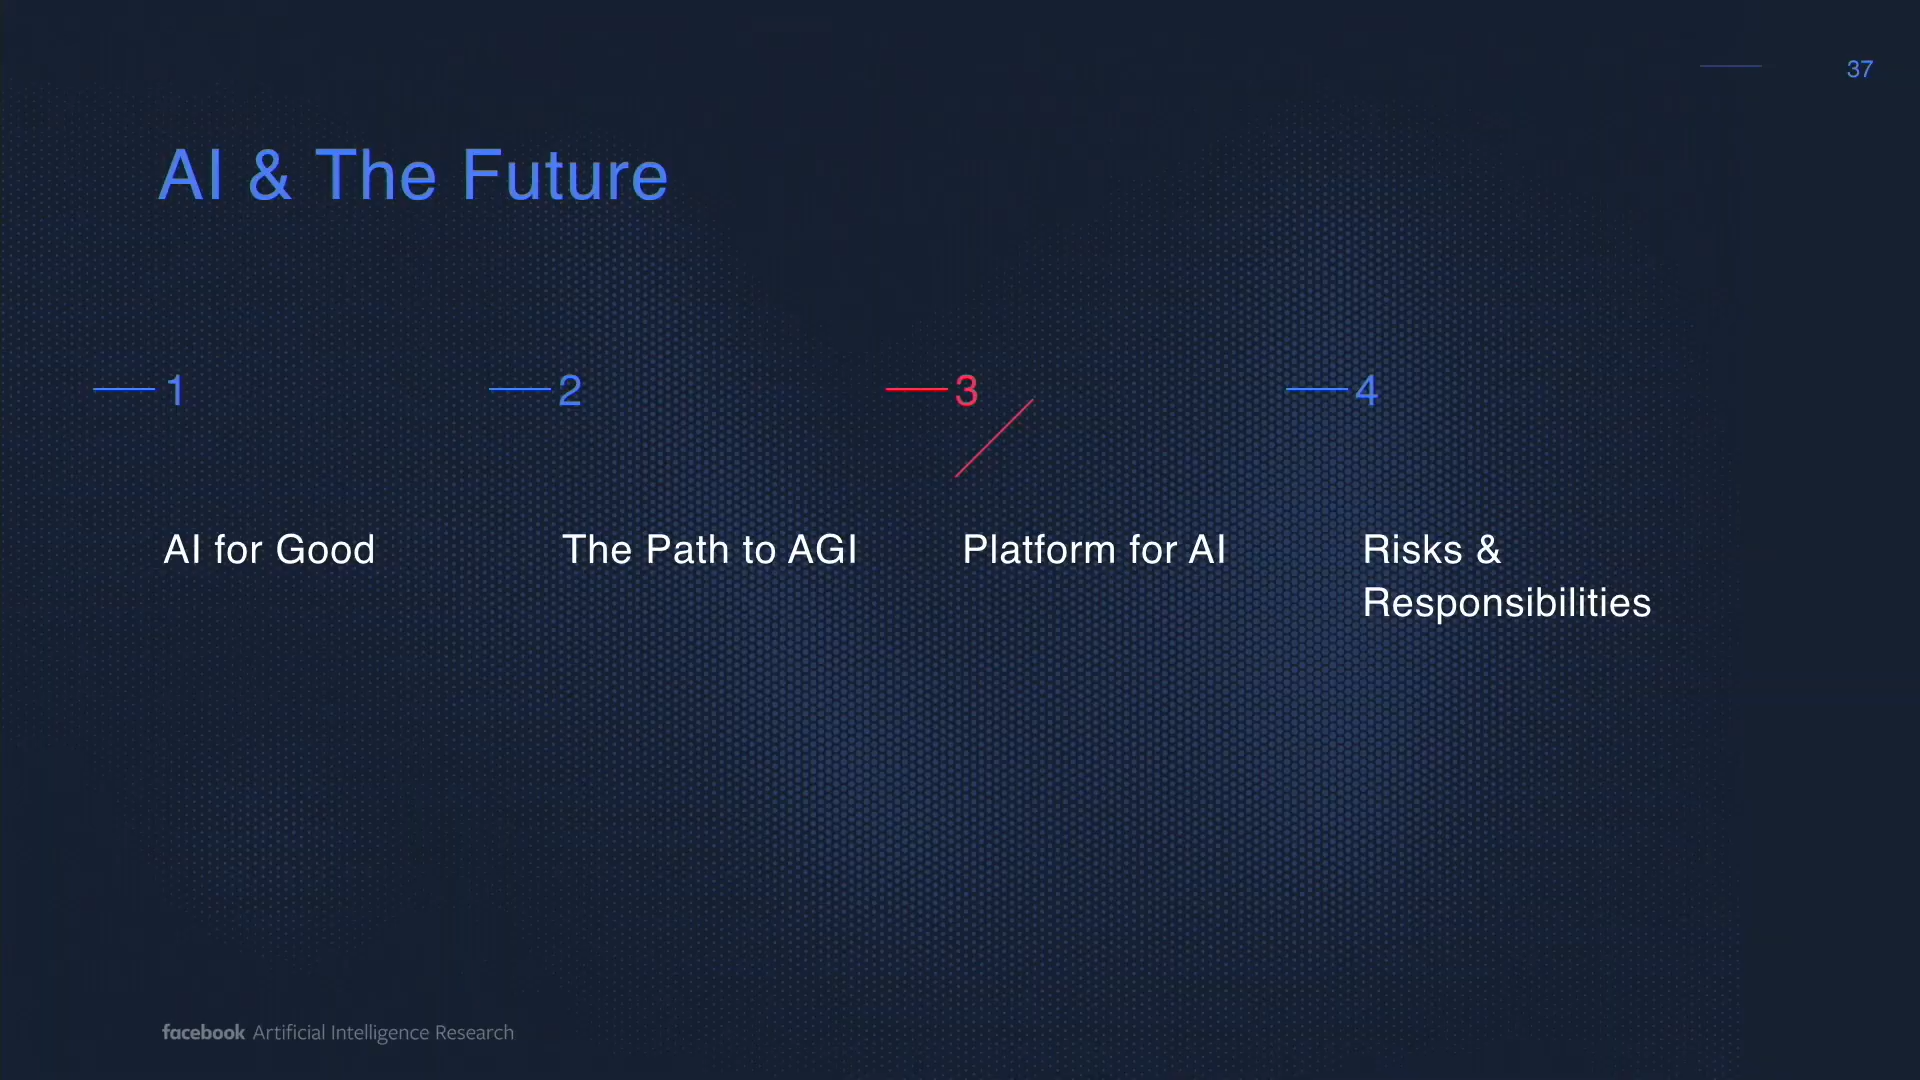 37
AI & The Future
1
2
3
4
AI for Good
The Path to AGI
Platform for AI
Risks &
Responsibilities
facebook Artificial Intelligence Research